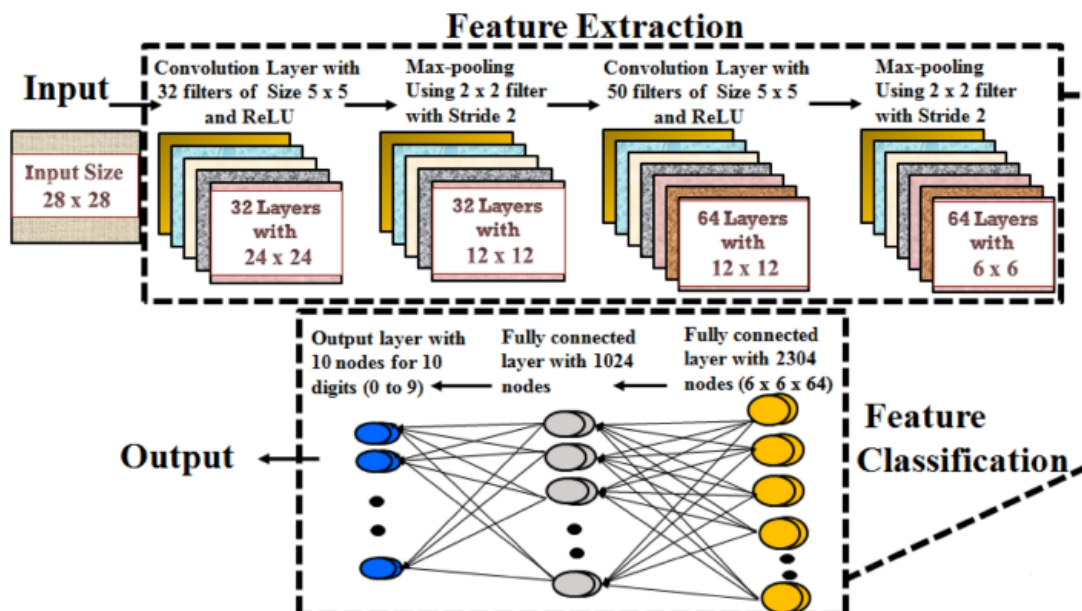 Feature Extraction
Input
Input Size
28 x 28
Convolution Layer with
32 filters of Size 5 x 5
and ReLU
32 Layers
with
24 x 24
Max-pooling
Using 2 x 2 filter
with Stride 2
32 Layers
with
12 x 12
Convolution Layer with
50 filters of Size 5 x 5
and ReLU
64 Layers
with
12 x 12
Max-pooling
Using 2 x 2 filter
with Stride 2
64 Layers
with
6 x 6
Feature
Classification
Fully connected
layer with 2304
nodes (6 x 6 x 64)
Fully connected
layer with 1024
nodes
Output layer with
10 nodes for 10
digits (0 to 9)
Output